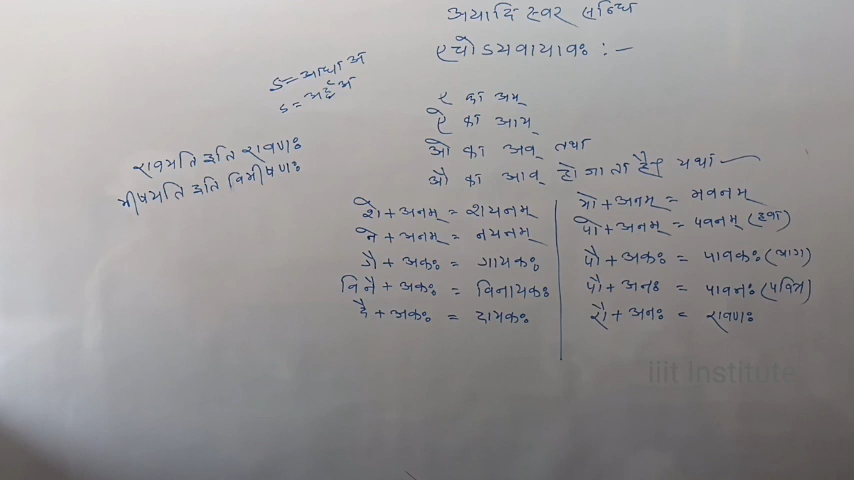 अयादि स्वर सन्धि
एचोऽयवायावः :-
ऽ = आधा अ
ऽ = अर्द्ध अ
ए का अय्
ऐ का आय्
ओ का अव् तथा
औ का आव् हो जाता है यथा —
रावयति इति रावणः
भीषयति इति विभीषणः
शे + अनम् = शयनम्
ने + अनम् = नयनम्
गै + अकः = गायकः
विनै + अकः = विनायकः
दै + अकः = दायकः
भो + अनम् = भवनम्
पो + अनम् = पवनम् (हवा)
पौ + अकः = पावकः (आग)
पौ + अनः = पावनः (पवित्र)
रौ + अनः = रावणः
iiit institute